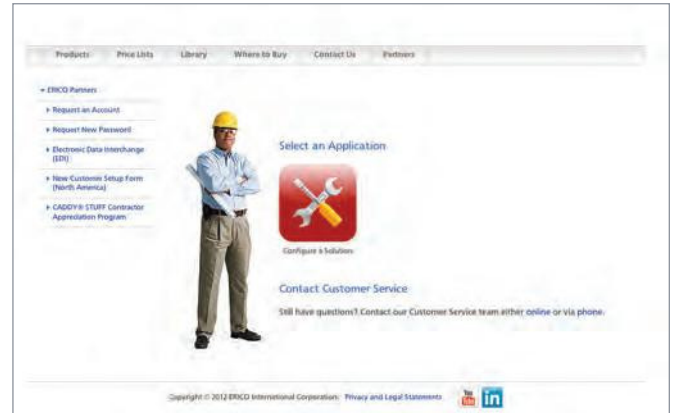 Products Price Lists Library Where to Buy Contact Us Partners
ERICO Partners
Request an Account
Request New Password
Electronic Data Interchange
(EDI)
New Customer Setup Form
(North America)
CADDY® STUFF Contractor
Appreciation Program
Select an Application
Configure a Solution
Contact Customer Service
Still have questions? Contact our Customer Service team either online or via phone.
Copyright © 2012 ERICO International Corporation. Privacy and Legal Statements
You
Tube
in